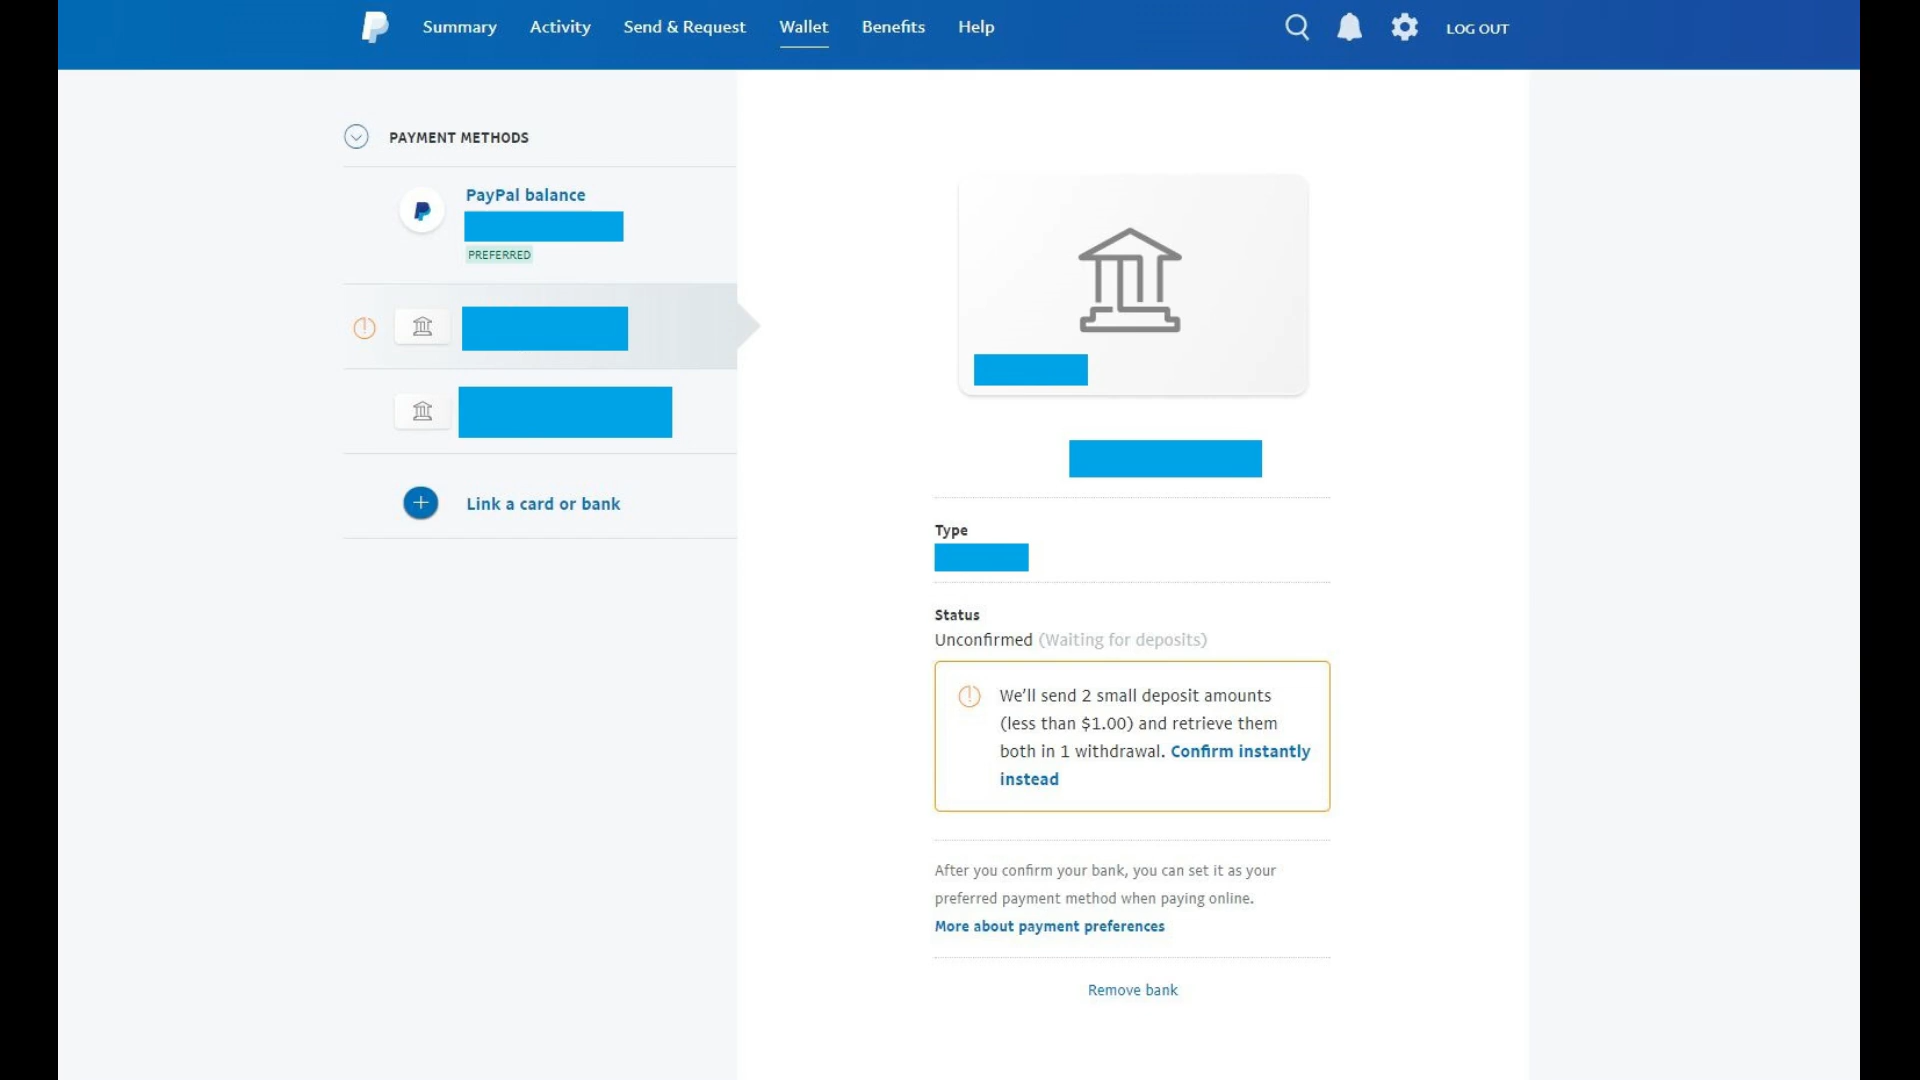 Summary Activity Send & Request Wallet Benefits Help LOG OUT
PAYMENT METHODS
PayPal balance
PREFERRED
Link a card or bank
Type
Status
Unconfirmed (Waiting for deposits)
We'll send 2 small deposit amounts
(less than $1.00) and retrieve them
both in 1 withdrawal. Confirm instantly
instead
After you confirm your bank, you can set it as your
preferred payment method when paying online.
More about payment preferences
Remove bank